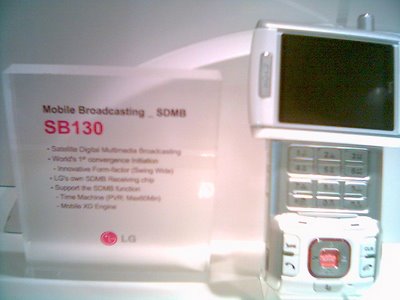 Mobile Broadcasting _ SDMB
SB130
- Satellite Digital Multimedia Broadcasting
- World's 1st convergence Initiation
- Innovative Form-factor (Swing Wide)
- LG's own SDMB Receiving chip
- Support the SDMB function
- Time Machine (PVR: Max60Min)
- Mobile XD Engine
LG